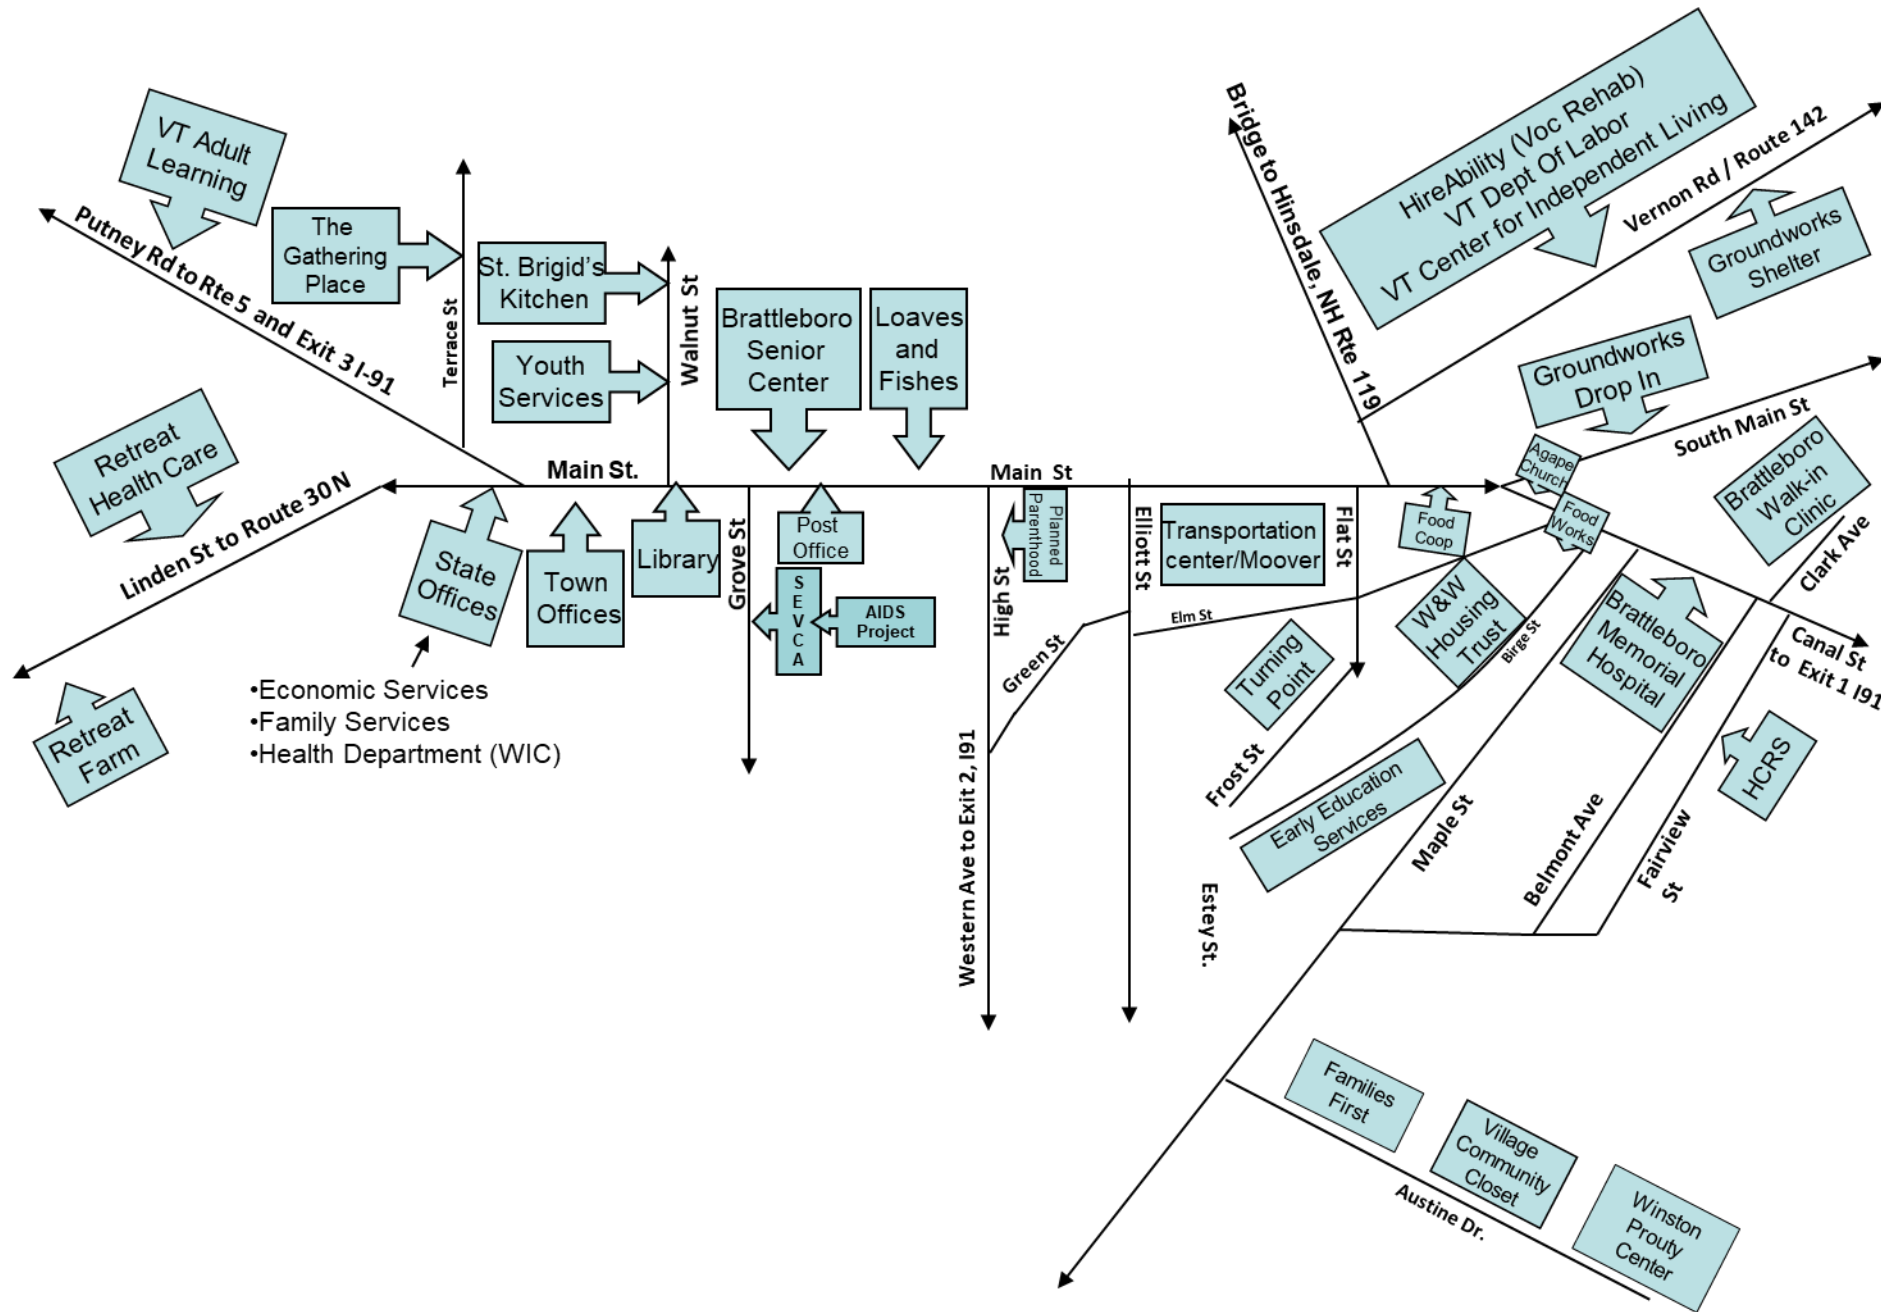 VT Adult
Learning
Putney Rd to Rte 5 and Exit 3 I-91
The
Gathering
Place
Terrace St
St. Brigid's
Kitchen
Youth
Services
Walnut St
Brattleboro
Senior
Center
Loaves
and
Fishes
Bridge to Hinsdale, NH Rte 119
HireAbility (Voc Rehab)
VT Dept Of Labor
VT Center for Independent Living
Vernon Rd / Route 142
Groundworks
Shelter
Groundworks
Drop In
South Main St
Retreat
Health Care
Linden St to Route 30 N
Retreat
Farm
Main St.
Main St
State
Offices
•Economic Services
•Family Services
•Health Department (WIC)
Town
Offices
Library
Grove St
Post
Office
SEVCA
AIDS
Project
High St
Western Ave to Exit 2, I91
Planned
Parenthood
Green St
Elliott St
Transportation
center/Moover
Elm St
Flat St
Food
Coop
Agape
Church
Food
Works
Brattleboro
Walk-in
Clinic
Clark Ave
Canal St
to Exit 1 I91
W&W
Housing
Trust
Birge St
Turning
Point
Frost St
Brattleboro
Memorial
Hospital
HCRS
Early Education
Services
Estey St.
Maple St
Belmont Ave
Fairview
St
Families
First
Village
Community
Closet
Winston
Prouty
Center
Austine Dr.